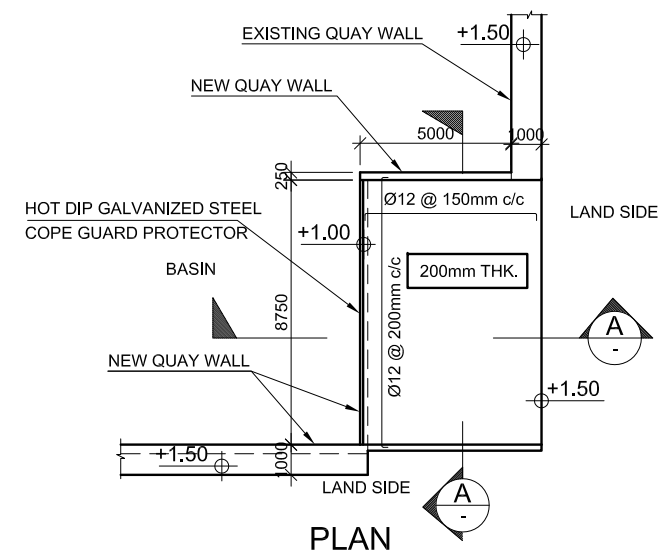 EXISTING QUAY WALL
+1.50
NEW QUAY WALL
5000
1000
250
HOT DIP GALVANIZED STEEL
COPE GUARD PROTECTOR
Ø12 @ 150mm c/c
LAND SIDE
+1.00
BASIN
200mm THK.
8750
Ø12 @ 200mm c/c
A
-
NEW QUAY WALL
+1.50
+1.50
1000
LAND SIDE
A
-
PLAN